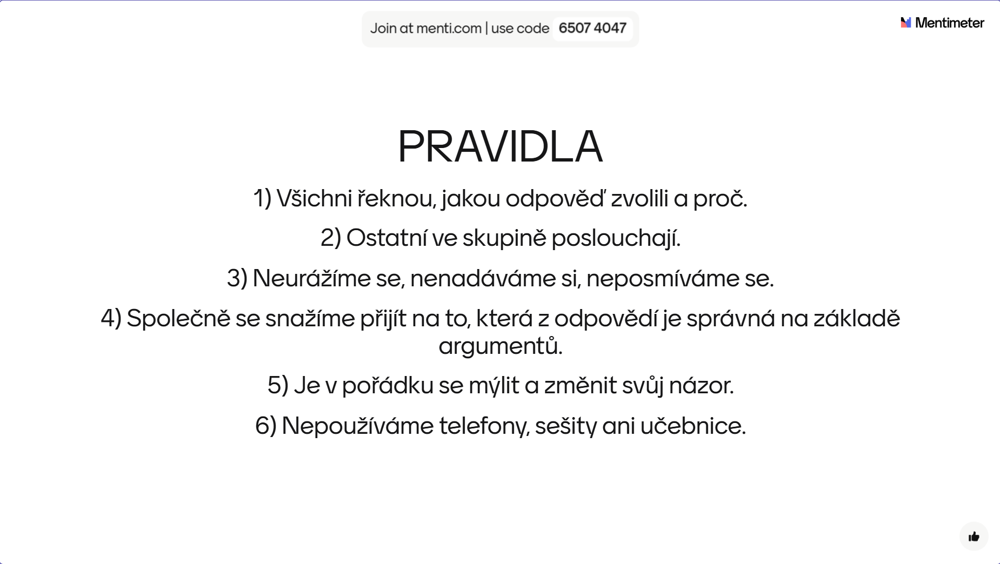 Join at menti.com | use code 6507 4047
Mentimeter
PRAVIDLA
1) Všichni řeknou, jakou odpověď zvolili a proč.
2) Ostatní ve skupině poslouchají.
3) Neurážíme se, nenadáváme si, neposmíváme se.
4) Společně se snažíme přijít na to, která z odpovědí je správná na základě
argumentů.
5) Je v pořádku se mýlit a změnit svůj názor.
6) Nepoužíváme telefony, sešity ani učebnice.